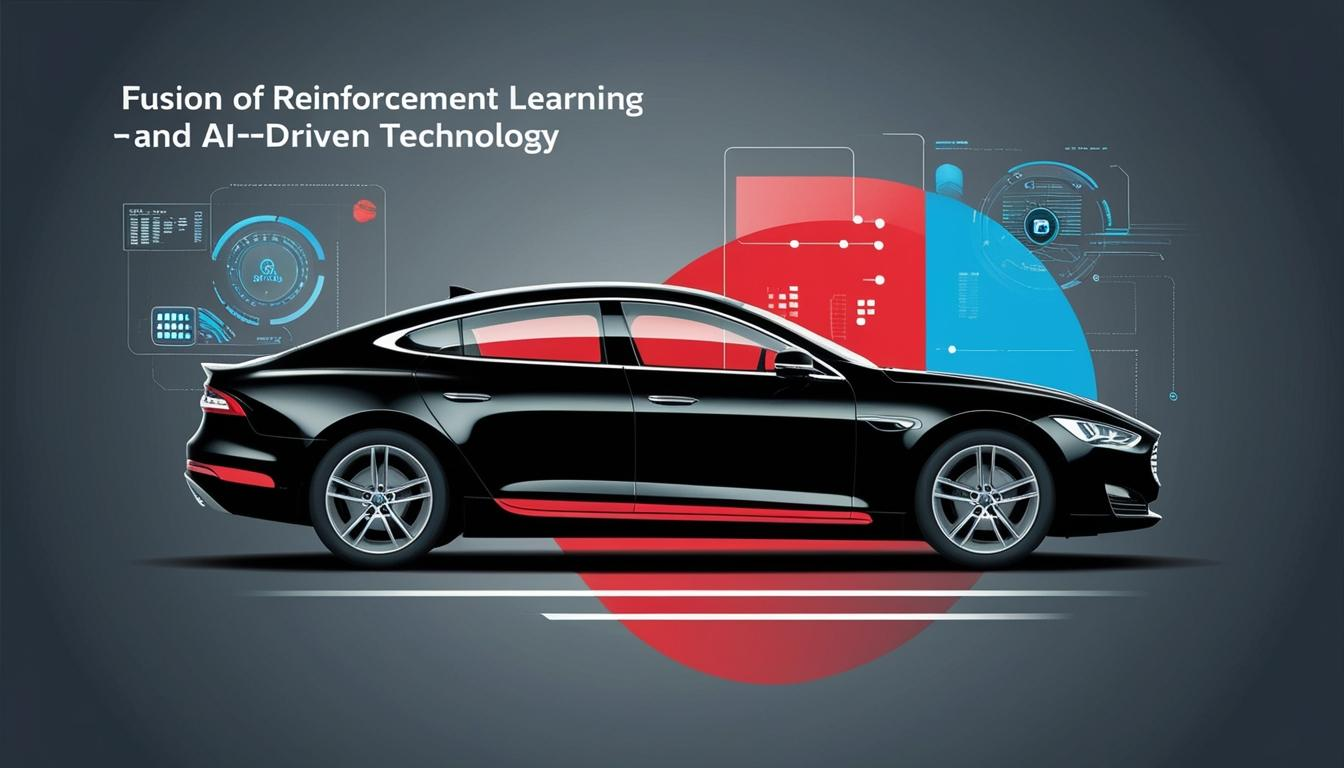 Fusion of Reinforcement Learning
-and AI--Driven Technology